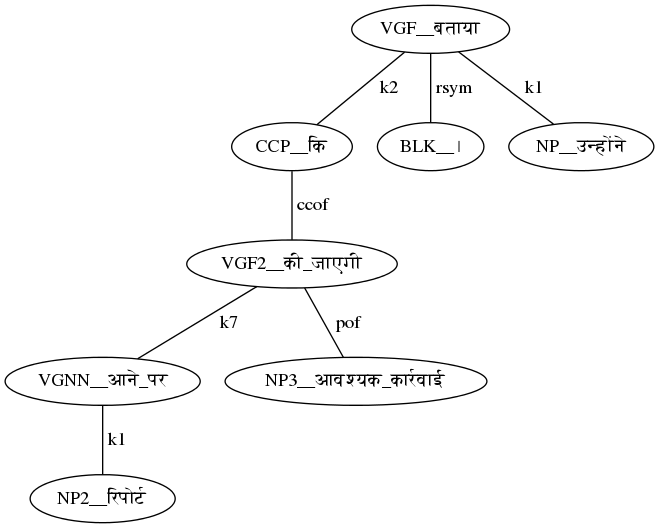 VGF__बताया
k2
rsym
k1
CCP__कि
BLK__।
NP__उन्होंने
ccof
VGF2__की_जाएगी
k7
pof
VGNN__आने_पर
NP3__आवश्यक_कार्रवाई
k1
NP2__रिपोर्ट